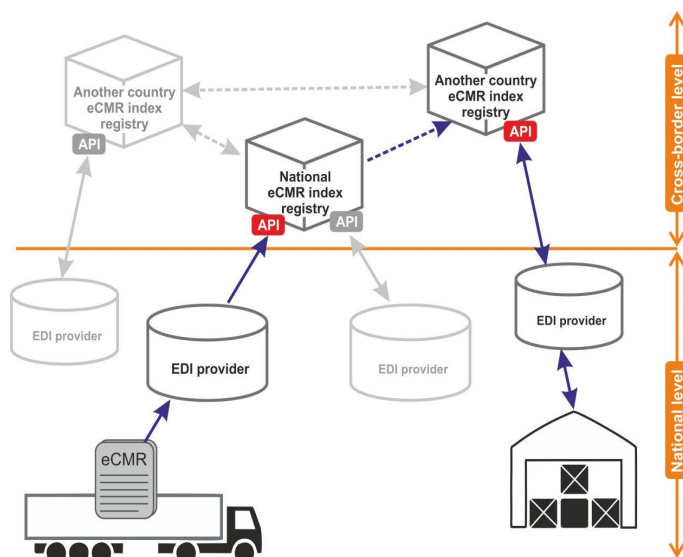 Another country
eCMR index
registry
API
Another country
eCMR index
registry
API
National
eCMR index
registry
API
API
Cross-border level
EDI provider
EDI provider
EDI provider
EDI provider
eCMR
National level